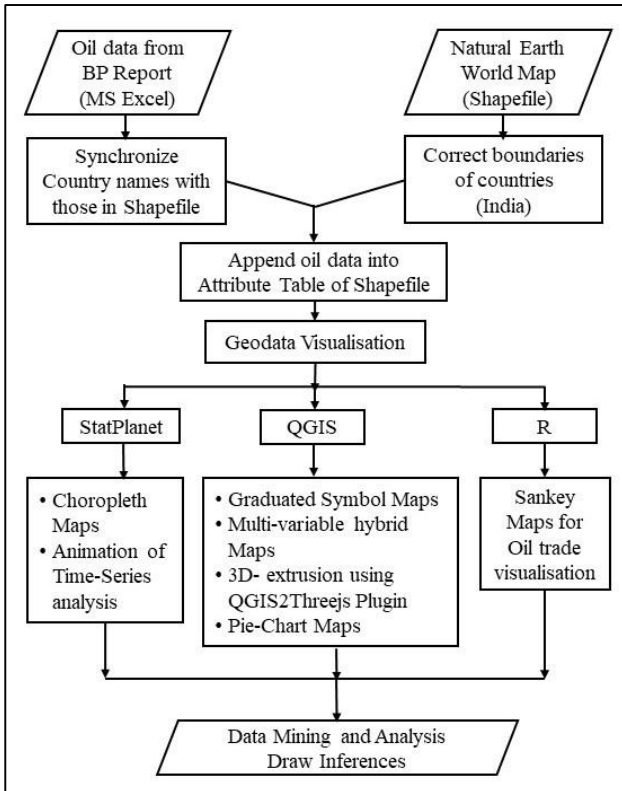 Oil data from
BP Report
(MS Excel)
Natural Earth
World Map
(Shapefile)
Synchronize
Country names with
those in Shapefile
Correct boundaries
of countries
(India)
Append oil data into
Attribute Table of Shapefile
Geodata Visualisation
StatPlanet
QGIS
R
• Choropleth
Maps
• Animation of
Time-Series
analysis
• Graduated Symbol Maps
• Multi-variable hybrid
Maps
• 3D- extrusion using
QGIS2Threejs Plugin
• Pie-Chart Maps
Sankey
Maps for
Oil trade
visualisation
Data Mining and Analysis
Draw Inferences